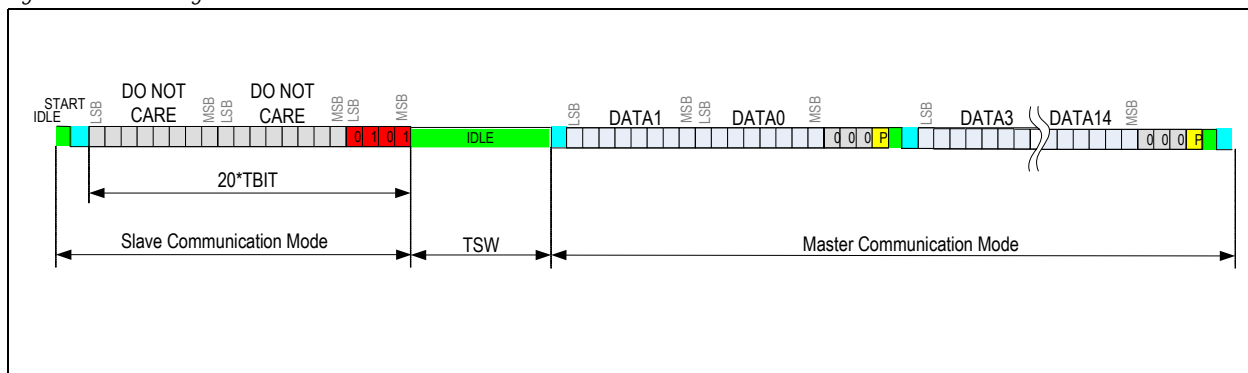 START
IDLE
LSB
DO NOT
CARE
MSB
LSB
DO NOT
CARE
MSB
LSB
MSB
0 1 0 1
IDLE
LSB
DATA1
MSB
LSB
DATA0
MSB
0 0 0 P
LSB
DATA3
DATA14
MSB
0 0 0 P
20*TBIT
Slave Communication Mode
TSW
Master Communication Mode